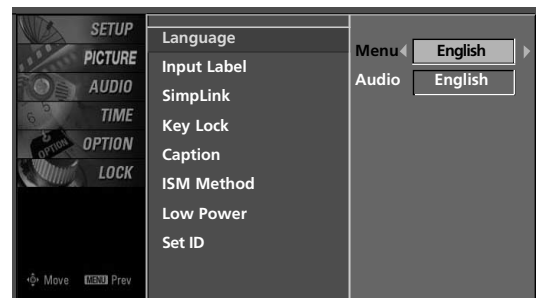 SETUP
PICTURE
AUDIO
TIME
OPTION
LOCK
Move MENU Prev
Language
Input Label
SimpLink
Key Lock
Caption
ISM Method
Low Power
Set ID
Menu English
Audio English